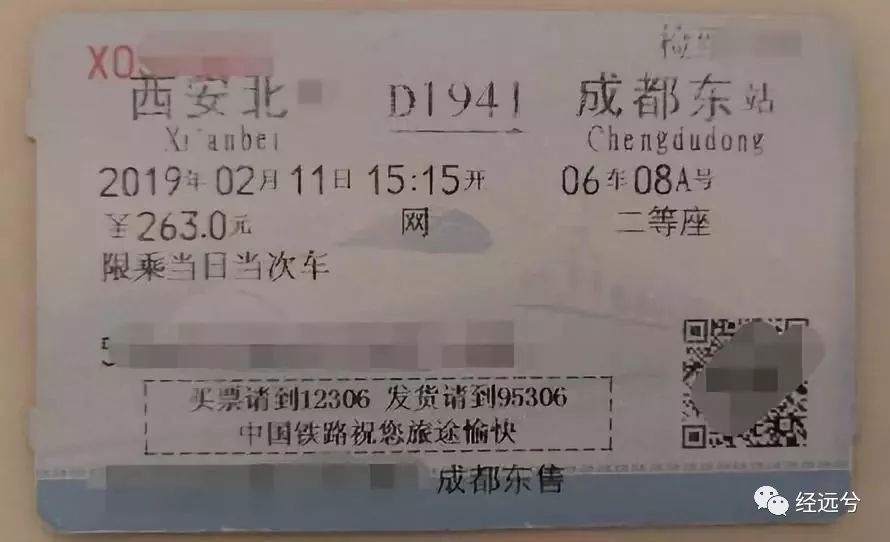 XO
西安北 D1941 成都东站
Xi'anbei Chengdudong
2019年02月11日 15:15开 06车08A号
￥263.0元 网 二等座
限乘当日当次车
买票请到12306 发货请到95306
中国铁路祝您旅途愉快
成都东售
经远兮